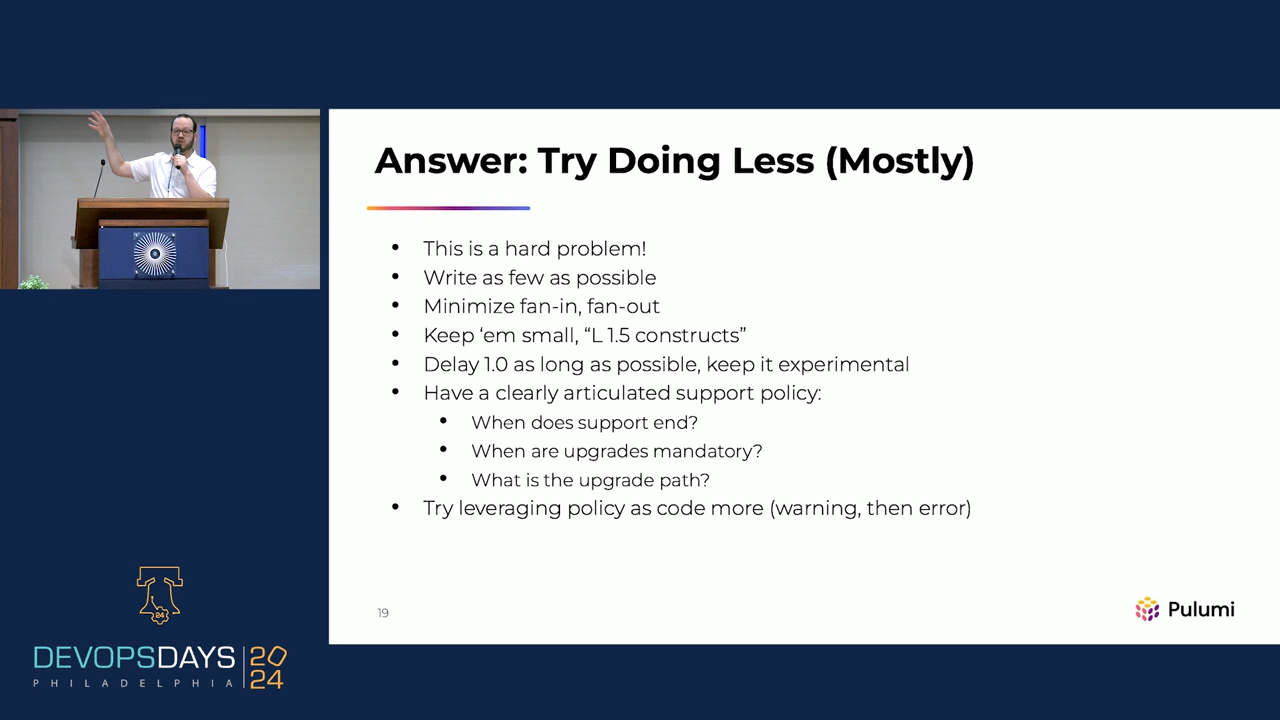 Answer: Try Doing Less (Mostly)
• This is a hard problem!
• Write as few as possible
• Minimize fan-in, fan-out
• Keep ‘em small, “L 1.5 constructs”
• Delay 1.0 as long as possible, keep it experimental
• Have a clearly articulated support policy:
• When does support end?
• When are upgrades mandatory?
• What is the upgrade path?
• Try leveraging policy as code more (warning, then error)
19
Pulumi
24
DEVOPSDAYS
PHILADELPHIA
20
24